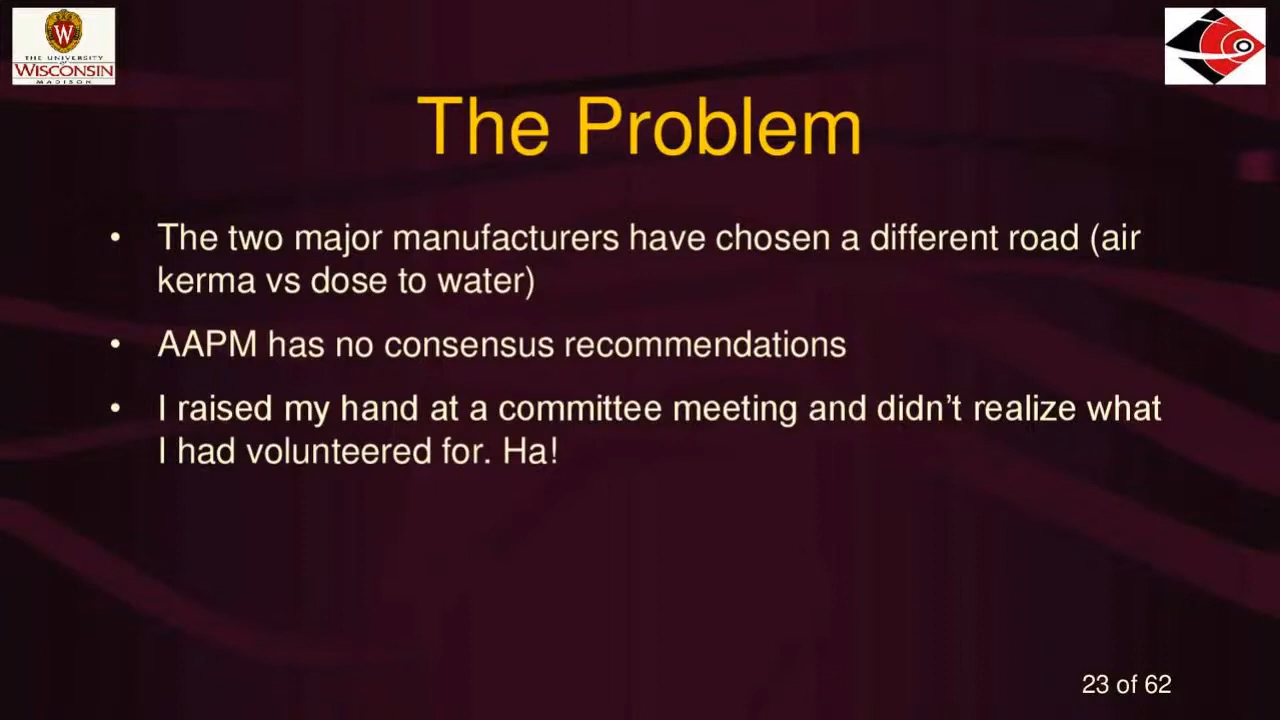 THE UNIVERSITY
of
WISCONSIN
MADISON
The Problem
• The two major manufacturers have chosen a different road (air
kerma vs dose to water)
• AAPM has no consensus recommendations
• I raised my hand at a committee meeting and didn’t realize what
I had volunteered for. Ha!
23 of 62